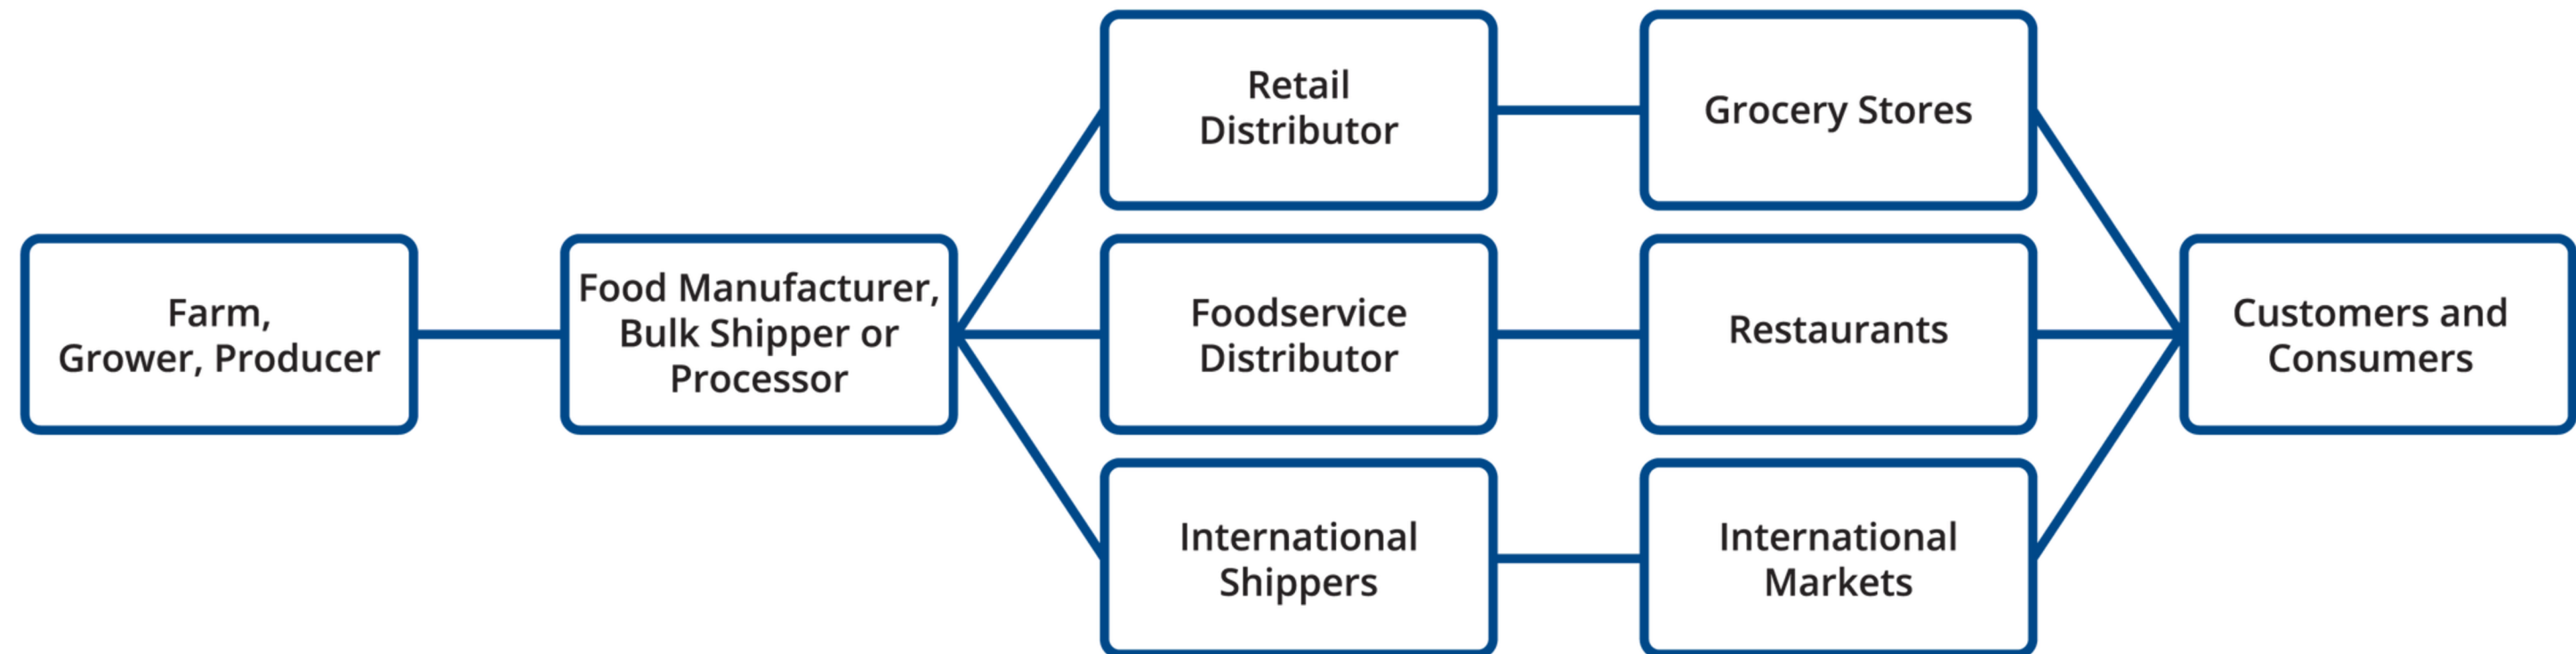 Farm,
Grower, Producer
Food Manufacturer,
Bulk Shipper or
Processor
Retail
Distributor
Grocery Stores
Foodservice
Distributor
Restaurants
International
Shippers
International
Markets
Customers and
Consumers